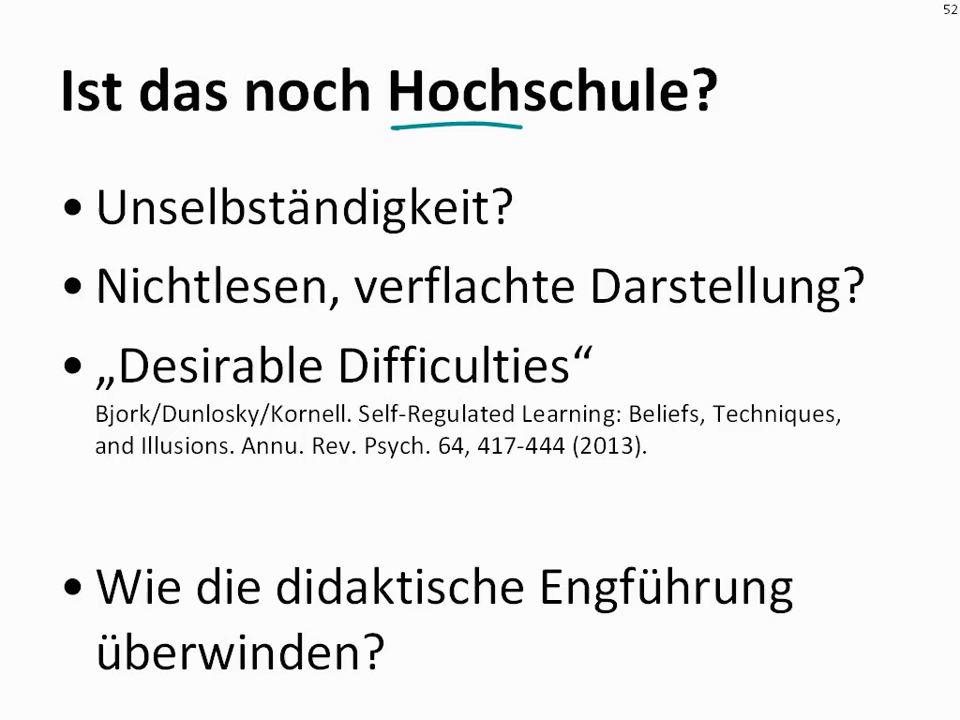 52
Ist das noch Hochschule?
• Unselbständigkeit?
• Nichtlesen, verflachte Darstellung?
• „Desirable Difficulties“
Bjork/Dunlosky/Kornell. Self-Regulated Learning: Beliefs, Techniques,
and Illusions. Annu. Rev. Psych. 64, 417-444 (2013).
• Wie die didaktische Engführung
überwinden?